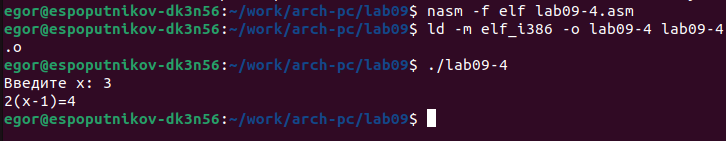 egor@espoputnikov-dk3n56:~/work/arch-pc/lab09$ nasm -f elf lab09-4.asm
egor@espoputnikov-dk3n56:~/work/arch-pc/lab09$ ld -m elf_i386 -o lab09-4 lab09-4
.o
egor@espoputnikov-dk3n56:~/work/arch-pc/lab09$ ./lab09-4
Введите x: 3
2(x-1)=4
egor@espoputnikov-dk3n56:~/work/arch-pc/lab09$